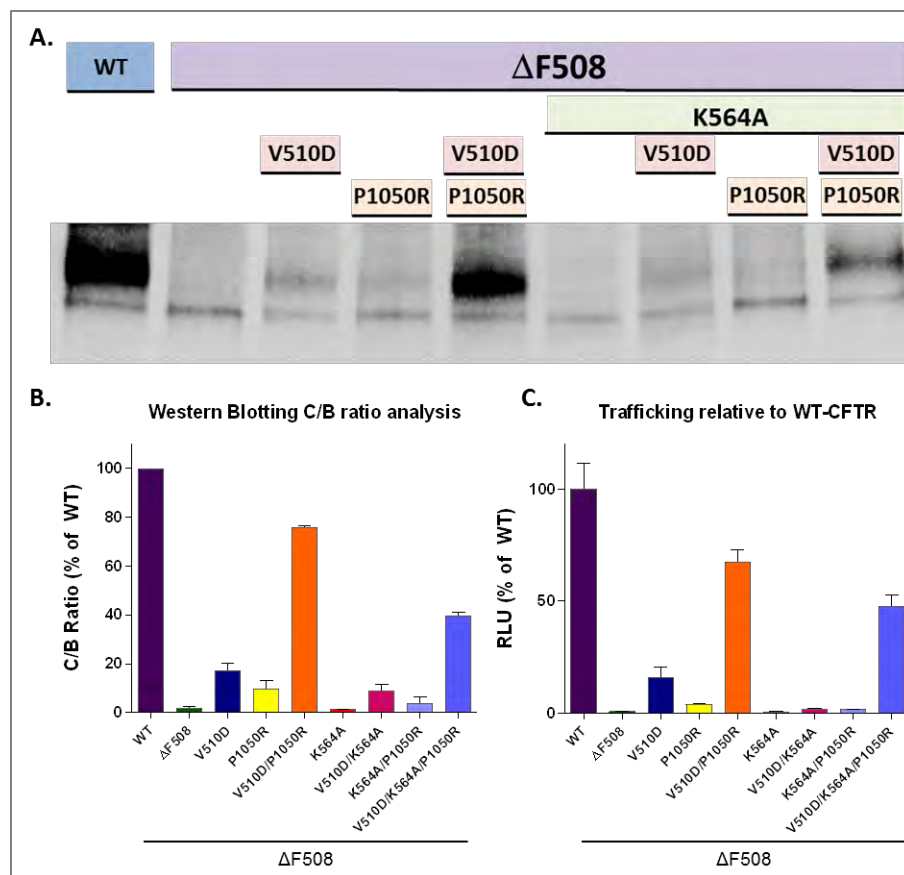 A.
WT
ΔF508
K564A
V510D V510D V510D V510D
P1050R P1050R P1050R P1050R
B.
Western Blotting C/B ratio analysis
C/B Ratio (% of WT)
100
80
60
40
20
0
WT
ΔF508
V510D
P1050R
V510D/P1050R
K564A
V510D/K564A
K564A/P1050R
V510D/K564A/P1050R
ΔF508
C.
Trafficking relative to WT-CFTR
RLU (% of WT)
100
50
0
WT
ΔF508
V510D
P1050R
V510D/P1050R
K564A
V510D/K564A
K564A/P1050R
V510D/K564A/P1050R
ΔF508